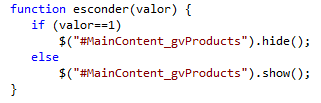 function esconder(valor) {
    if (valor==1)
        $("#MainContent_gvProducts").hide();
    else
        $("#MainContent_gvProducts").show();
}